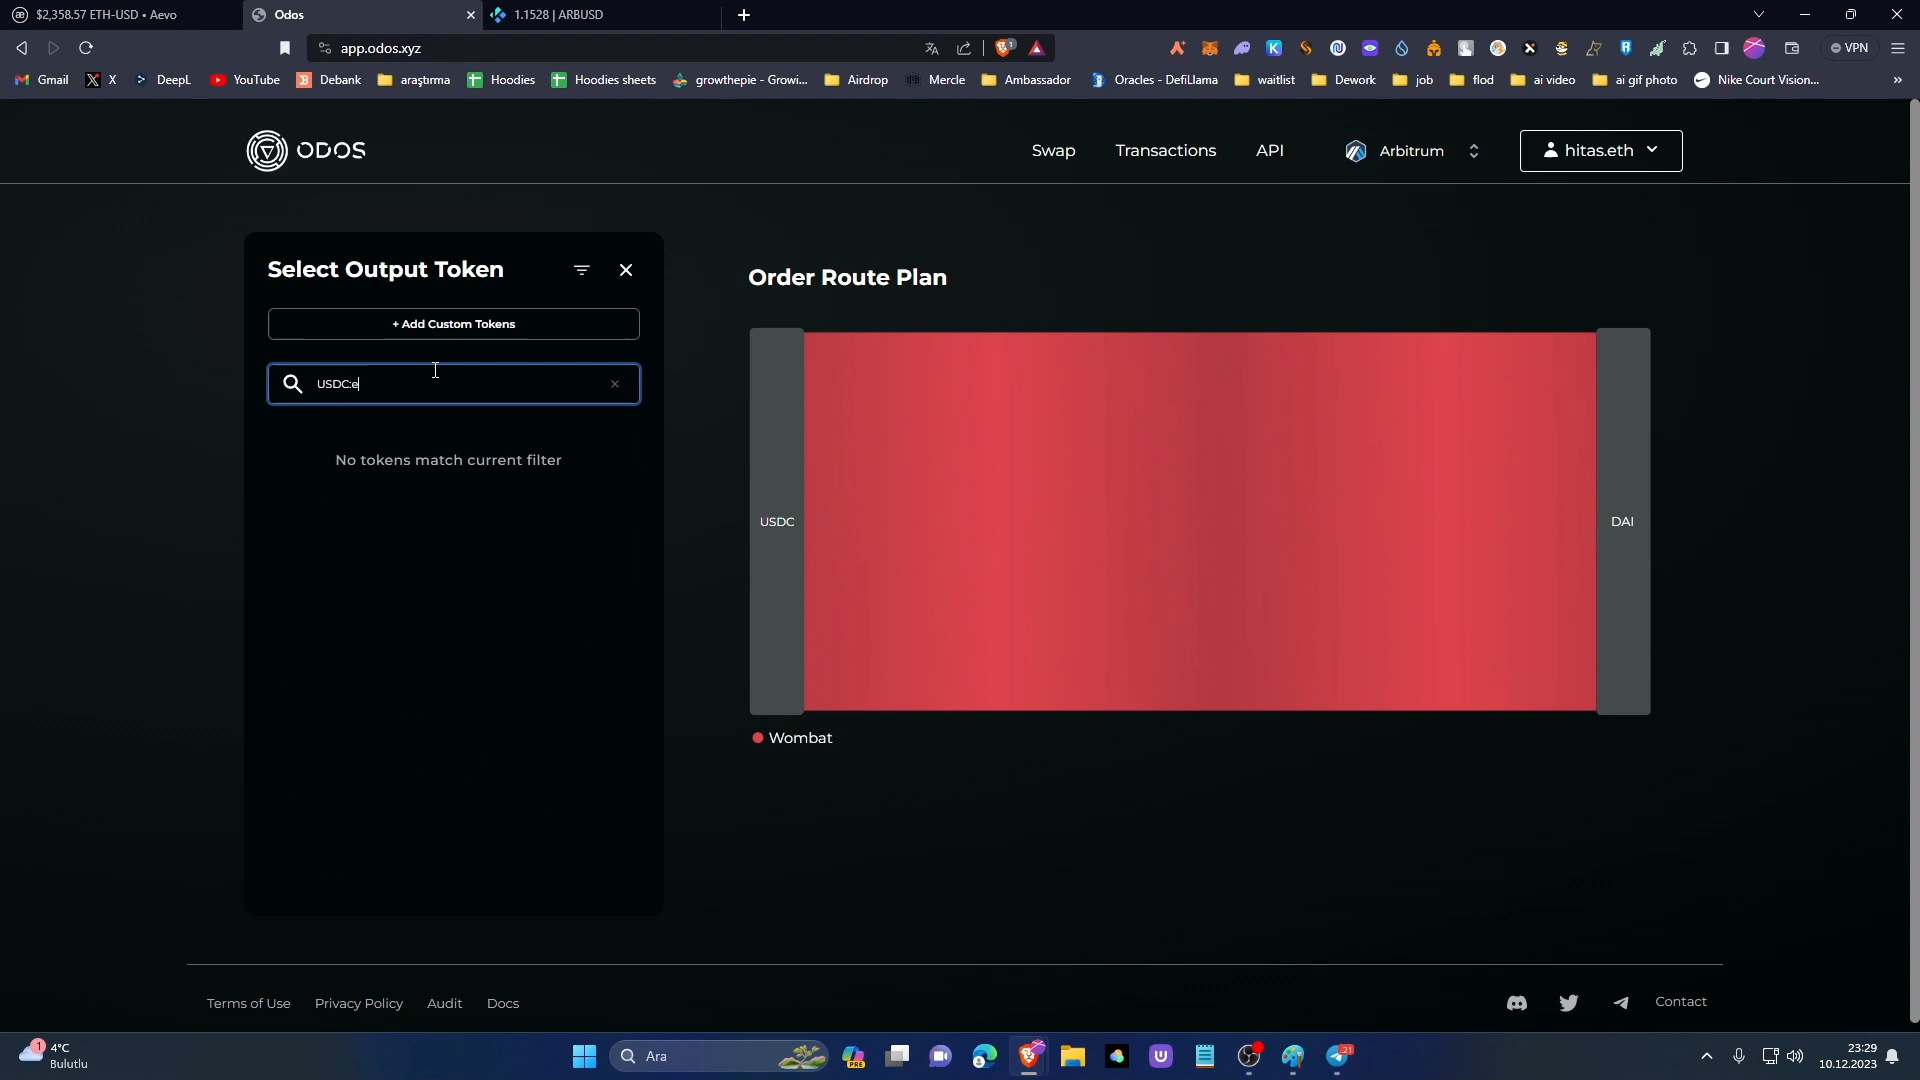 $2,358.57 ETH-USD • Aevo
Odos
1.1528 | ARBUSD
app.odos.xyz
1
VPN
Gmail
X
DeepL
YouTube
Debank
araştırma
Hoodies
Hoodies sheets
growthepie - Growi...
Airdrop
Mercle
Ambassador
Oracles - DefiLlama
waitlist
Dework
job
flod
ai video
ai gif photo
Nike Court Vision...
»
ODOS
Swap
Transactions
API
Arbitrum
hitas.eth
Select Output Token
+ Add Custom Tokens
USDC:e
No tokens match current filter
Order Route Plan
USDC
DAI
Wombat
Terms of Use
Privacy Policy
Audit
Docs
Contact
1
4°C
Bulutlu
Ara
PRE
21
23:29
10.12.2023